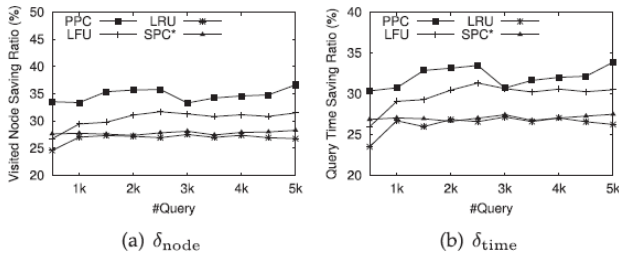 PPC LRU
LFU SPC*
Visited Node Saving Ratio (%)
50
45
40
35
30
25
20
1k 2k 3k 4k 5k
#Query
(a) δnode
PPC LRU
LFU SPC*
Query Time Saving Ratio (%)
40
35
30
25
20
1k 2k 3k 4k 5k
#Query
(b) δtime